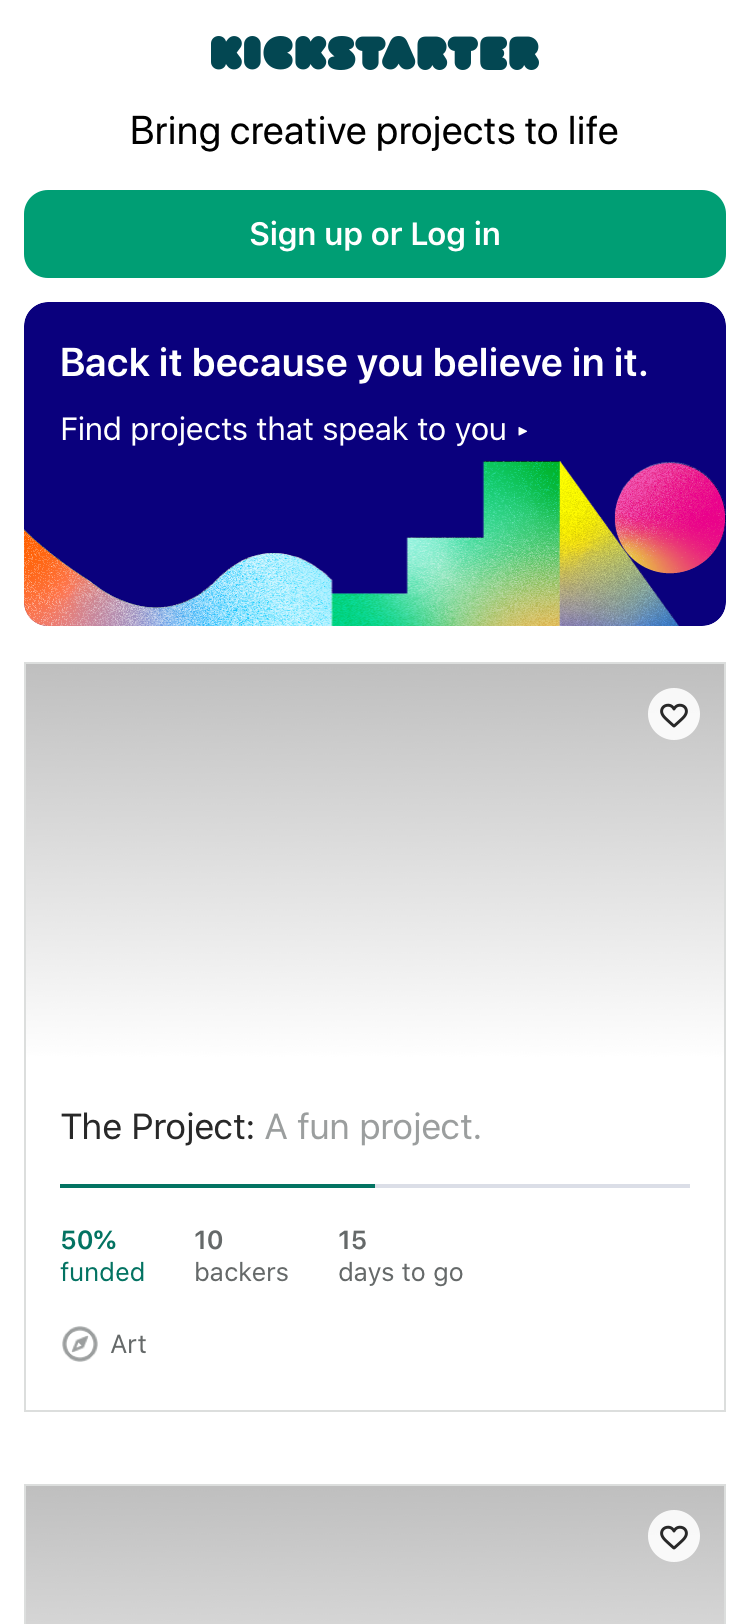 KICKSTARTER
Bring creative projects to life
Sign up or Log in
Back it because you believe in it.
Find projects that speak to you ▸
The Project: A fun project.
50% 10 15
funded backers days to go
Art